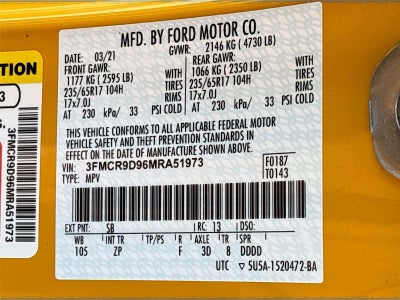 MFD. BY FORD MOTOR CO.
DATE: 03/21 GVWR: 2146 KG (4730 LB)
FRONT GAWR: REAR GAWR:
1177 KG (2595 LB) WITH 1066 KG (2350 LB) WITH
235/65R17 104H TIRES 235/65R17 104H TIRES
17x7.0J RIMS 17x7.0J RIMS
AT 230 kPa/ 33 PSI COLD AT 230 kPa/ 33 PSI COLD
THIS VEHICLE CONFORMS TO ALL APPLICABLE FEDERAL MOTOR
VEHICLE SAFETY AND THEFT PREVENTION STANDARDS IN
EFFECT ON THE DATE OF MANUFACTURE SHOWN ABOVE.
VIN: 3FMCR9D96MRA51973 F0187
TYPE: MPV T0143
EXT PNT: SB RC: 13 DSO:
WB INT TR TP/PS R AXLE TR SPR
105 ZP F 3D 8 DDDD
UTC 5U5A-1520472-BA
TION
3
3FMCR9D96MRA51973